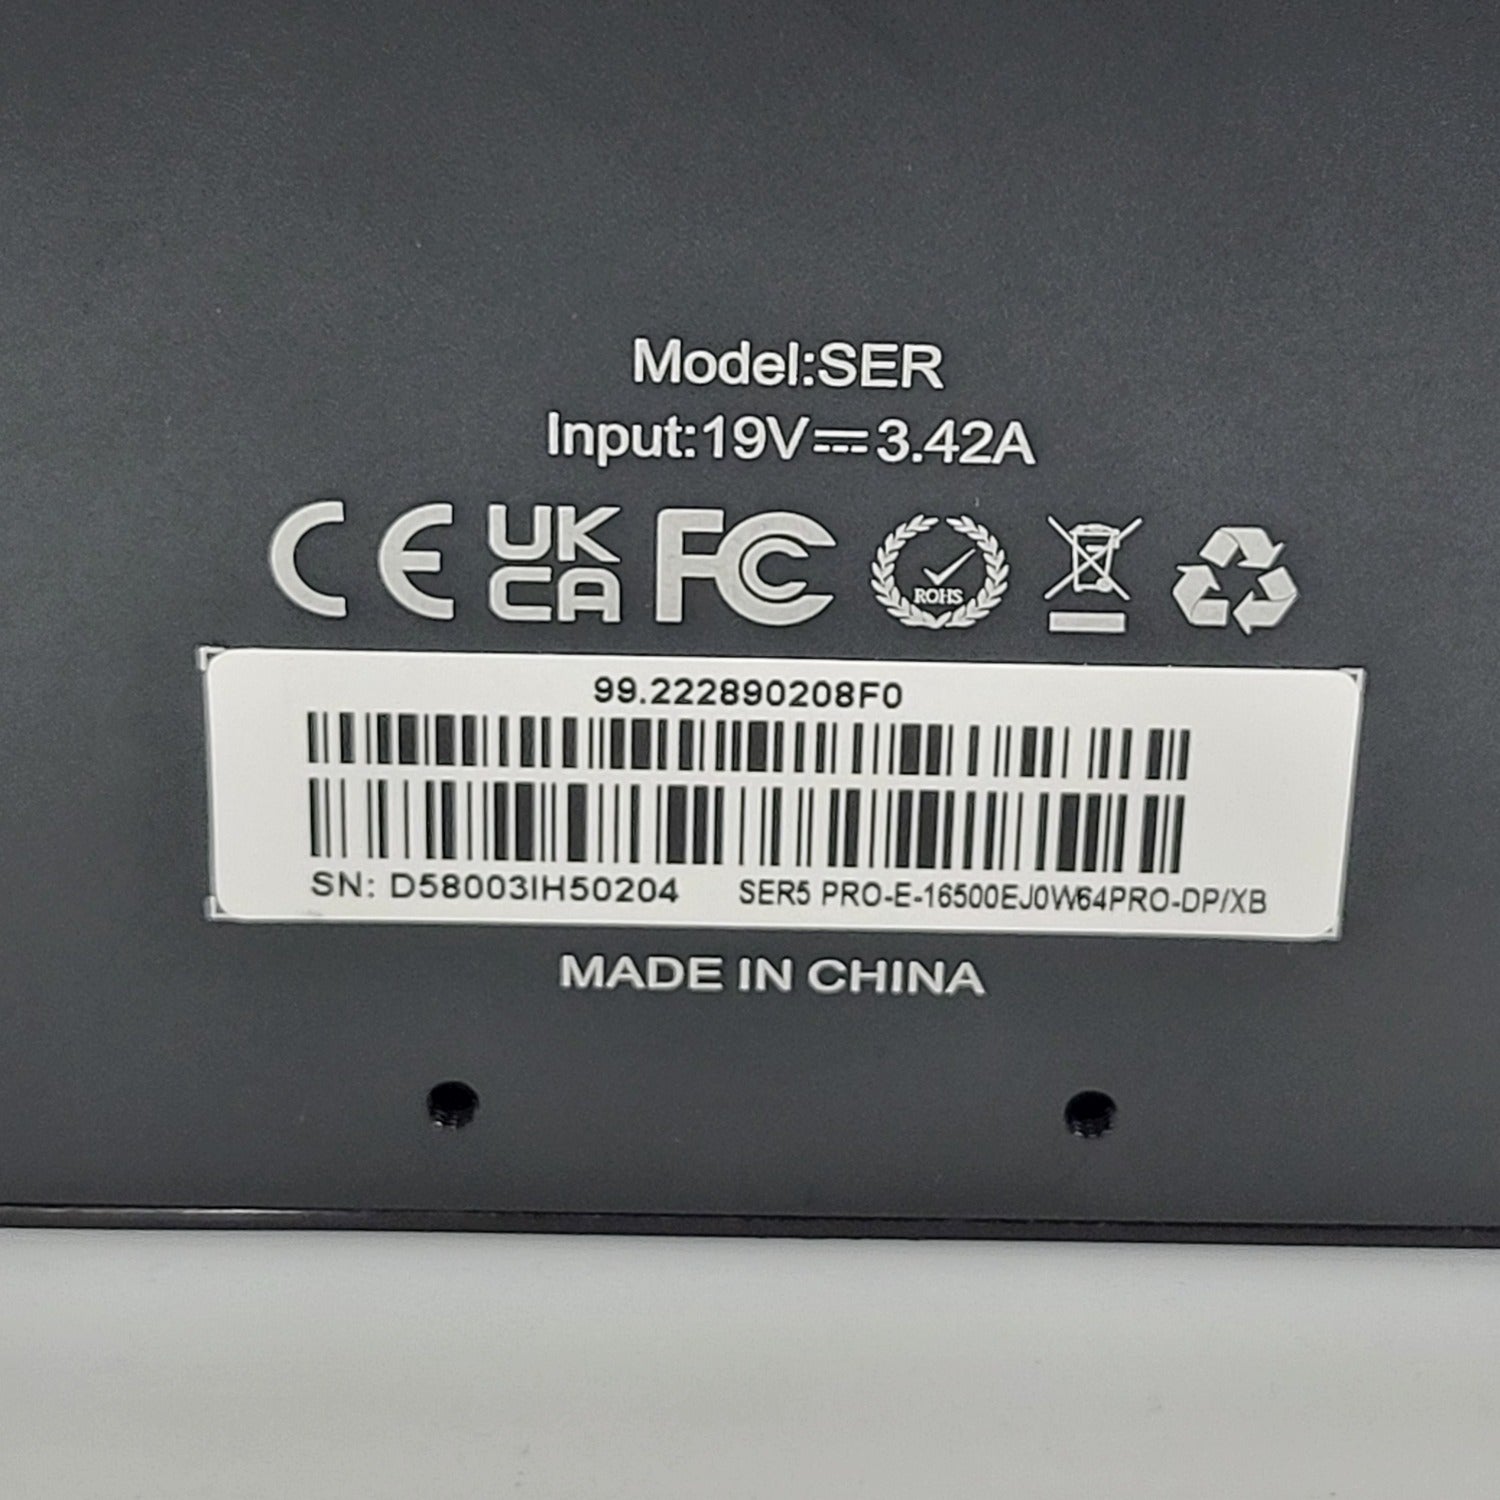 Model:SER
Input:19V⎓3.42A
CE UK CA FC ROHS
99.222890208F0
SN: D58003IH50204 SER5 PRO-E-16500EJ0W64PRO-DP/XB
MADE IN CHINA